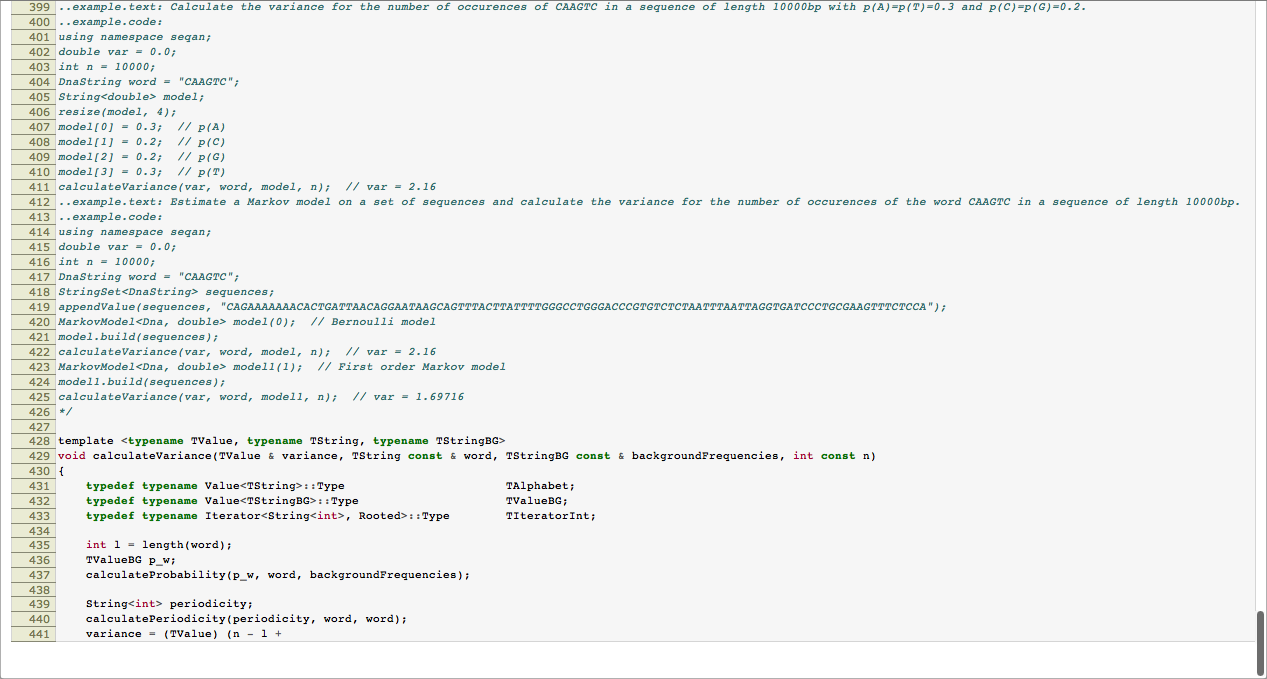 399 ..example.text: Calculate the variance for the number of occurences of CAAGTC in a sequence of length 10000bp with p(A)=p(T)=0.3 and p(C)=p(G)=0.2.
400 ..example.code:
401 using namespace seqan;
402 double var = 0.0;
403 int n = 10000;
404 DnaString word = "CAAGTC";
405 String<double> model;
406 resize(model, 4);
407 model[0] = 0.3;  // p(A)
408 model[1] = 0.2;  // p(C)
409 model[2] = 0.2;  // p(G)
410 model[3] = 0.3;  // p(T)
411 calculateVariance(var, word, model, n);  // var = 2.16
412 ..example.text: Estimate a Markov model on a set of sequences and calculate the variance for the number of occurences of the word CAAGTC in a sequence of length 10000bp.
413 ..example.code:
414 using namespace seqan;
415 double var = 0.0;
416 int n = 10000;
417 DnaString word = "CAAGTC";
418 StringSet<DnaString> sequences;
419 appendValue(sequences, "CAGAAAAAAACACTGATTAACAGGAATAAGCAGTTTACTTATTTTGGGCCTGGGACCCGTGTCTCTAATTTAATTAGGTGATCCCTGCGAAGTTTCTCCA");
420 MarkovModel<Dna, double> model(0);  // Bernoulli model
421 model.build(sequences);
422 calculateVariance(var, word, model, n);  // var = 2.16
423 MarkovModel<Dna, double> model1(1);  // First order Markov model
424 model1.build(sequences);
425 calculateVariance(var, word, model1, n);  // var = 1.69716
426 */
427
428 template <typename TValue, typename TString, typename TStringBG>
429 void calculateVariance(TValue & variance, TString const & word, TStringBG const & backgroundFrequencies, int const n)
430 {
431     typedef typename Value<TString>::Type                       TAlphabet;
432     typedef typename Value<TStringBG>::Type                     TValueBG;
433     typedef typename Iterator<String<int>, Rooted>::Type        TIteratorInt;
434
435     int l = length(word);
436     TValueBG p_w;
437     calculateProbability(p_w, word, backgroundFrequencies);
438
439     String<int> periodicity;
440     calculatePeriodicity(periodicity, word, word);
441     variance = (TValue) (n - l +